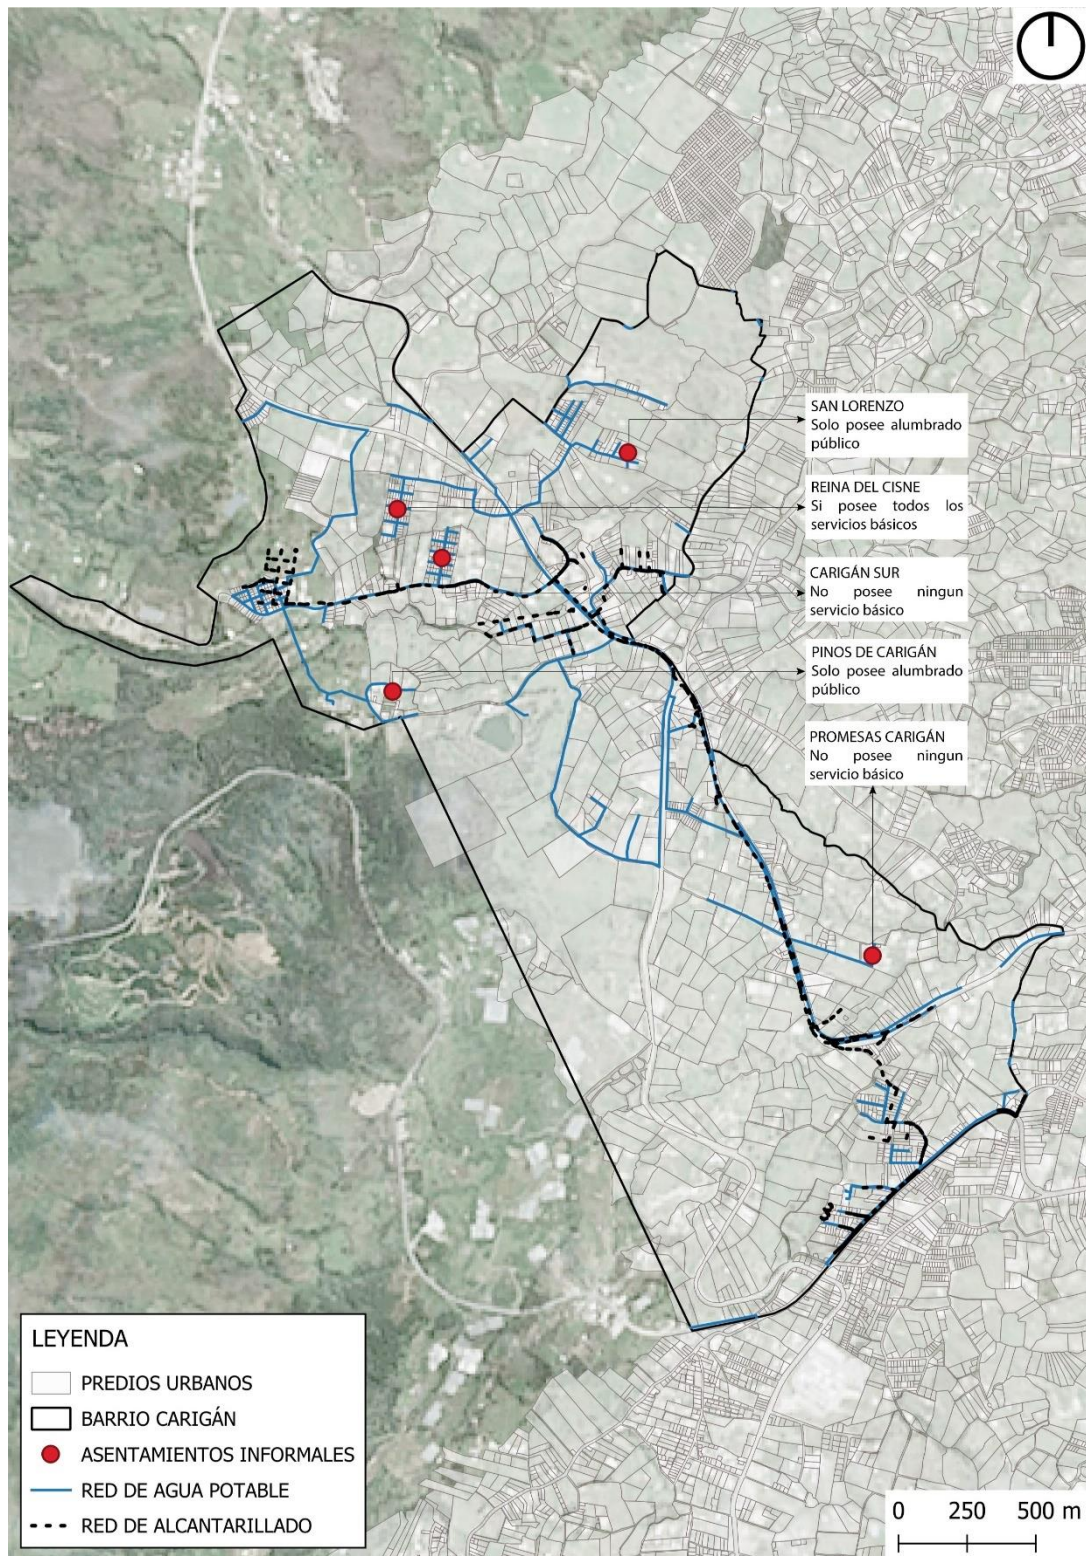 SAN LORENZO
Solo posee alumbrado
público
REINA DEL CISNE
Si posee todos los
servicios básicos
CARIGÁN SUR
No posee ningun
servicio básico
PINOS DE CARIGÁN
Solo posee alumbrado
público
PROMESAS CARIGÁN
No posee ningun
servicio básico
LEYENDA
PREDIOS URBANOS
BARRIO CARIGÁN
ASENTAMIENTOS INFORMALES
RED DE AGUA POTABLE
RED DE ALCANTARILLADO
0 250 500 m